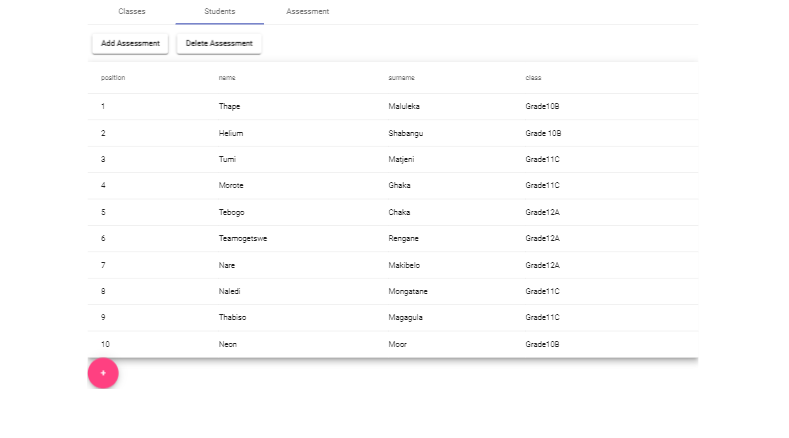 Classes Students Assessment
Add Assessment Delete Assessment
position name surname class
1 Thape Maluleka Grade10B
2 Helium Shabangu Grade 10B
3 Tumi Matjeni Grade11C
4 Morote Ghaka Grade11C
5 Tebogo Chaka Grade12A
6 Teamogetswe Rengane Grade12A
7 Nare Makibelo Grade12A
8 Naledi Mongatane Grade11C
9 Thabiso Magagula Grade11C
10 Neon Moor Grade10B
+